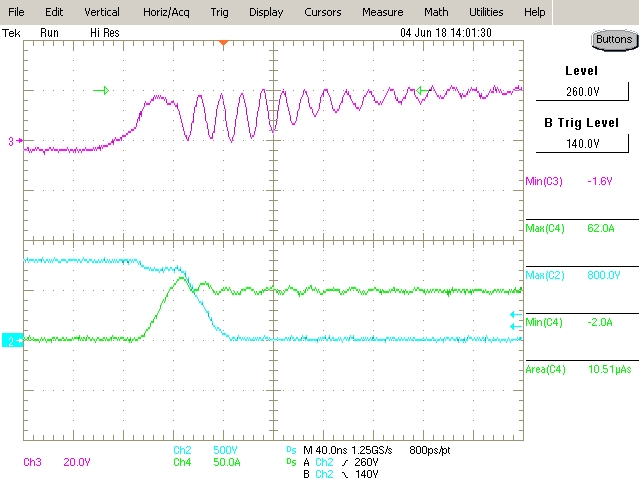 File Edit Vertical Horiz/Acq Trig Display Cursors Measure Math Utilities Help
Tek Run Hi Res 04 Jun 18 14:01:30
Buttons
Level
260.0V
B Trig Level
140.0V
3
Min(C3) -1.6V
Max(C4) 62.0A
Max(C2) 800.0V
2
Min(C4) -2.0A
Area(C4) 10.51µAs
Ch2 500V Ds M 40.0ns 1.25GS/s 800ps/pt
Ch3 20.0V Ch4 50.0A Ds A Ch2 260V
B Ch2 140V